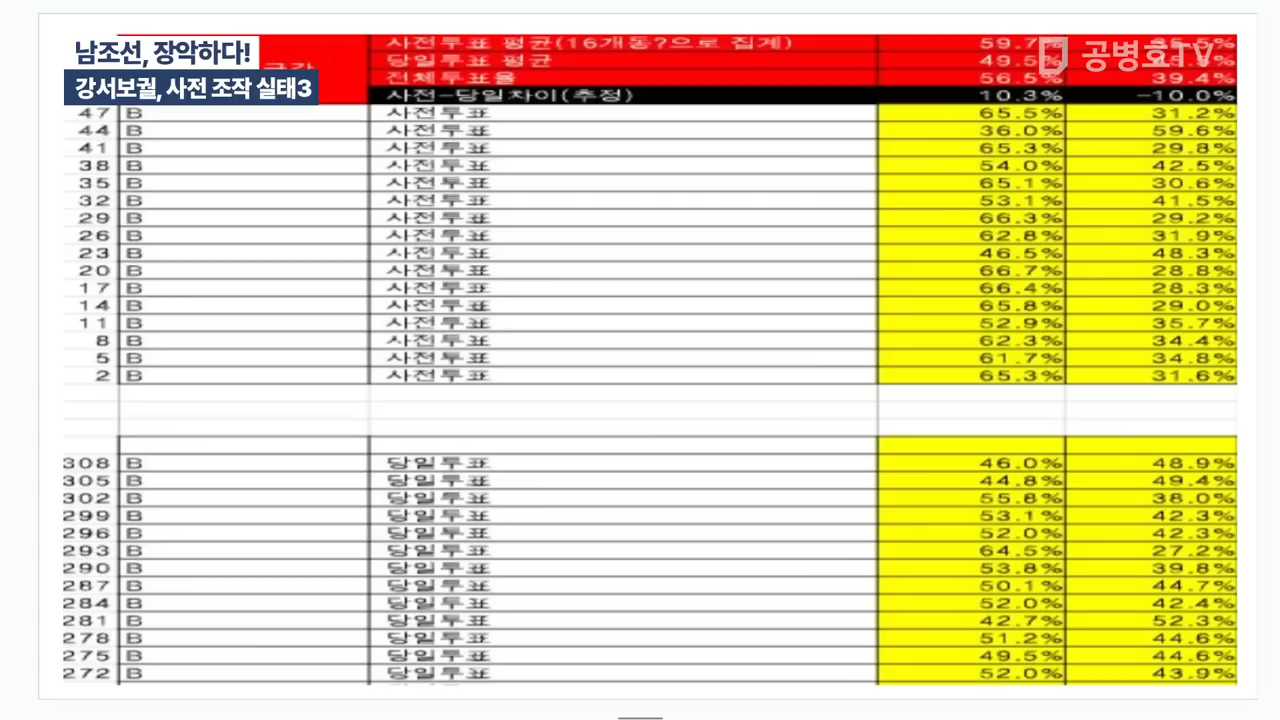 남조선, 장악하다!
강서보궐, 사전 조작 실태3
공병호TV
사전투표 평균(16개동?으로 집계) 59.7%
당일투표 평균 49.5%
전체투표율 56.5% 39.4%
사전-당일차이(추정) 10.3% -10.0%
47 B 사전투표 65.5% 31.2%
44 B 사전투표 36.0% 59.6%
41 B 사전투표 65.3% 29.8%
38 B 사전투표 54.0% 42.5%
35 B 사전투표 65.1% 30.6%
32 B 사전투표 53.1% 41.5%
29 B 사전투표 66.3% 29.2%
26 B 사전투표 62.8% 31.9%
23 B 사전투표 46.5% 48.3%
20 B 사전투표 66.7% 28.8%
17 B 사전투표 66.4% 28.3%
14 B 사전투표 65.8% 29.0%
11 B 사전투표 52.9% 35.7%
8 B 사전투표 62.3% 34.4%
5 B 사전투표 61.7% 34.8%
2 B 사전투표 65.3% 31.6%
308 B 당일투표 46.0% 48.9%
305 B 당일투표 44.8% 49.4%
302 B 당일투표 55.8% 38.0%
299 B 당일투표 53.1% 42.3%
296 B 당일투표 52.0% 42.3%
293 B 당일투표 64.5% 27.2%
290 B 당일투표 53.8% 39.8%
287 B 당일투표 50.1% 44.7%
284 B 당일투표 52.0% 42.4%
281 B 당일투표 42.7% 52.3%
278 B 당일투표 51.2% 44.6%
275 B 당일투표 49.5% 44.6%
272 B 당일투표 52.0% 43.9%